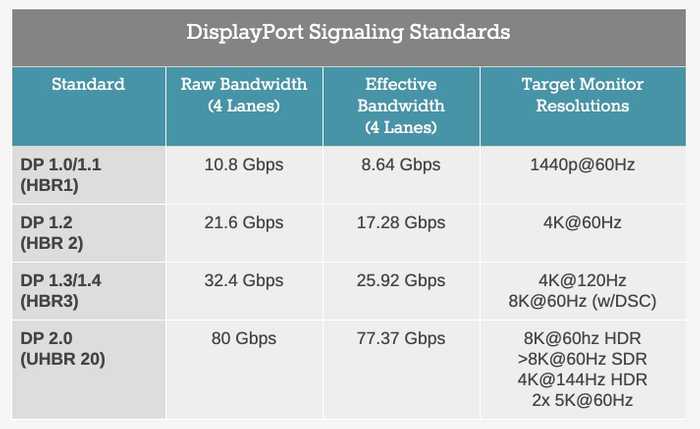 DisplayPort Signaling Standards
Standard
Raw Bandwidth
(4 Lanes)
Effective
Bandwidth
(4 Lanes)
Target Monitor
Resolutions
DP 1.0/1.1
(HBR1)
10.8 Gbps
8.64 Gbps
1440p@60Hz
DP 1.2
(HBR 2)
21.6 Gbps
17.28 Gbps
4K@60Hz
DP 1.3/1.4
(HBR3)
32.4 Gbps
25.92 Gbps
4K@120Hz
8K@60Hz (w/DSC)
DP 2.0
(UHBR 20)
80 Gbps
77.37 Gbps
8K@60hz HDR
>8K@60Hz SDR
4K@144Hz HDR
2x 5K@60Hz